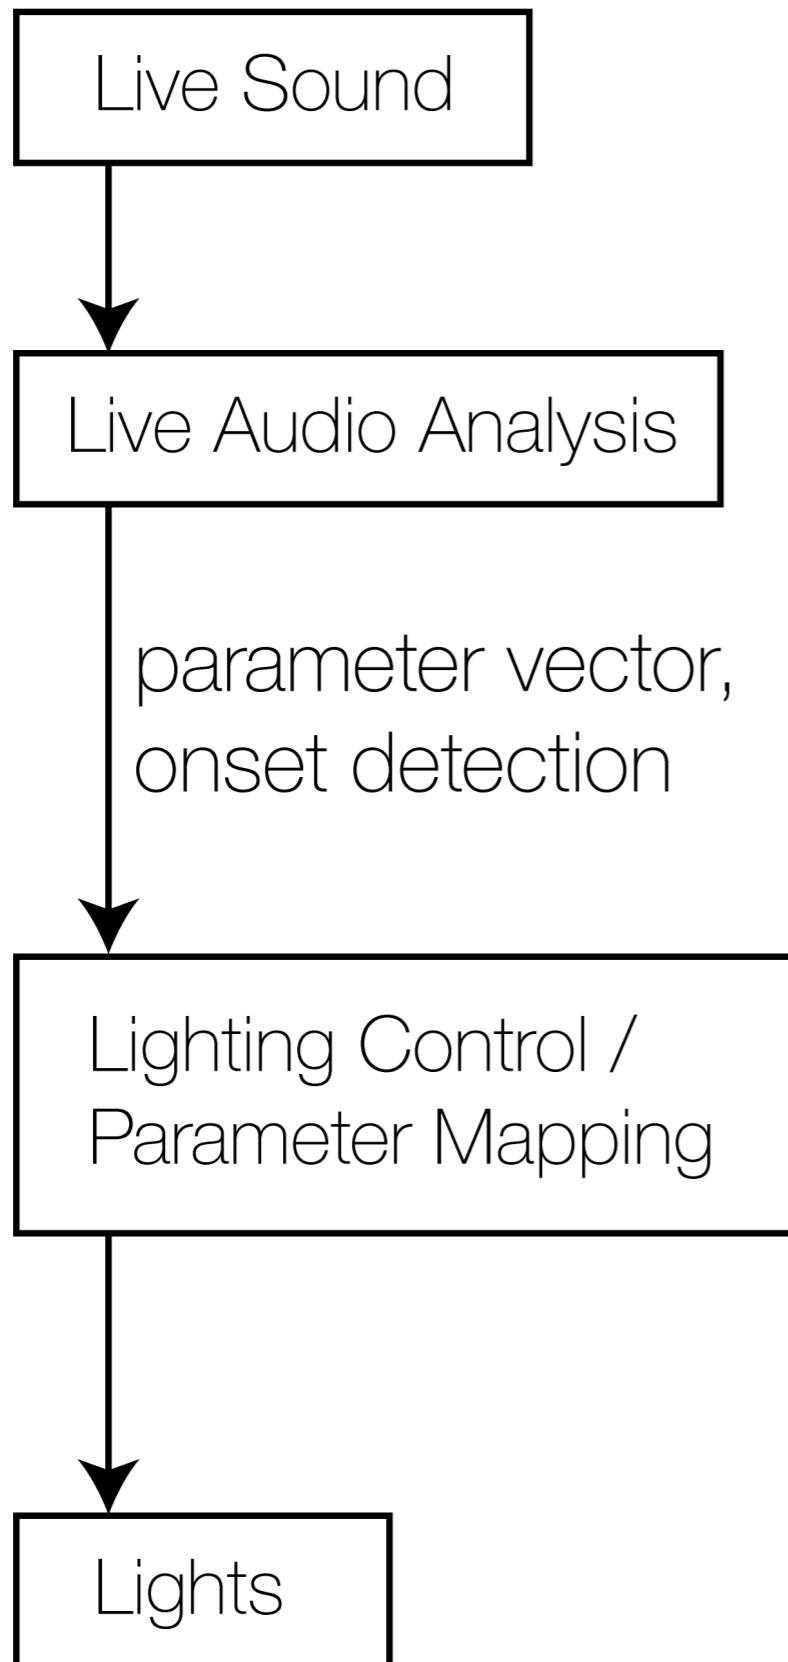 Live Sound
Live Audio Analysis
parameter vector,
onset detection
Lighting Control /
Parameter Mapping
Lights